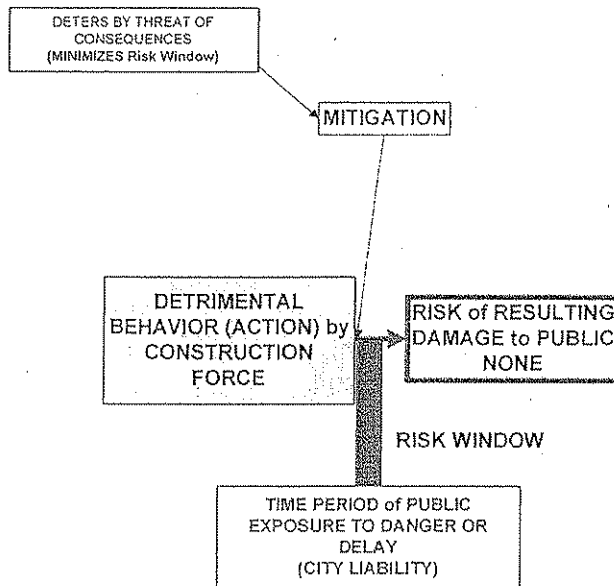 DETERS BY THREAT OF
CONSEQUENCES
(MINIMIZES Risk Window)
MITIGATION
DETRIMENTAL
BEHAVIOR (ACTION) by
CONSTRUCTION
FORCE
RISK of RESULTING
DAMAGE to PUBLIC
NONE
RISK WINDOW
TIME PERIOD of PUBLIC
EXPOSURE TO DANGER OR
DELAY
(CITY LIABILITY)